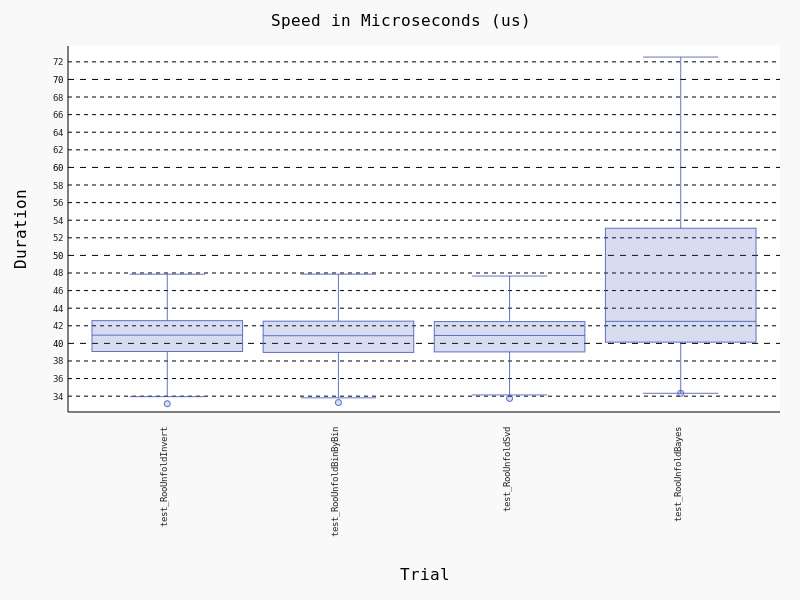 Speed in Microseconds (us)
Duration
72
70
68
66
64
62
60
58
56
54
52
50
48
46
44
42
40
38
36
34
test_RooUnfoldInvert
test_RooUnfoldBinByBin
test_RooUnfoldSvd
test_RooUnfoldBayes
Trial